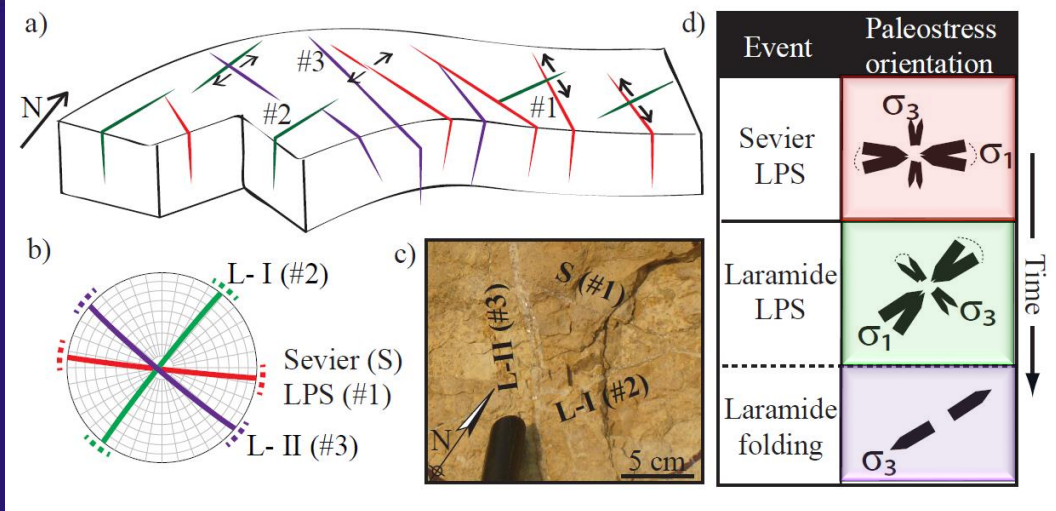 a)
N
#3
#2
#1
b)
L- I (#2)
Sevier (S)
LPS (#1)
L- II (#3)
c)
S (#1)
L-II (#3)
L-I (#2)
N
5 cm
d)
Event
Paleostress
orientation
Sevier
LPS
σ3
σ1
Laramide
LPS
σ3
σ1
Laramide
folding
σ3
Time